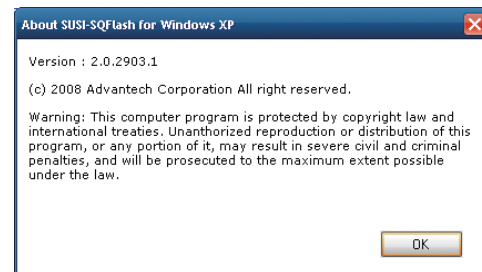 About SUSI-SQFlash for Windows XP
Version : 2.0.2903.1
(c) 2008 Advantech Corporation All right reserved.
Warning: This computer program is protected by copyright law and
international treaties. Unanthorized reproduction or distribution of this
program, or any portion of it, may result in severe civil and criminal
penalties, and will be prosecuted to the maximum extent possible
under the law.
OK